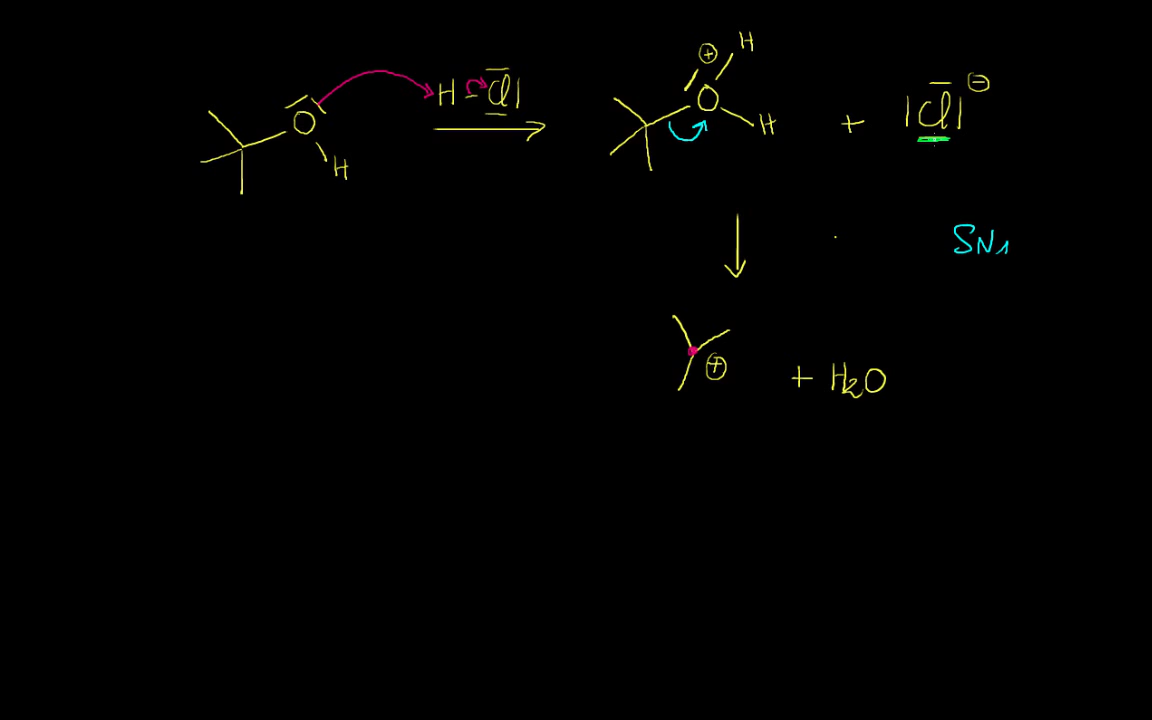 ⊕ H
H - Cl O H + Cl ⊖
O
H
SN1
⊕ + H2O